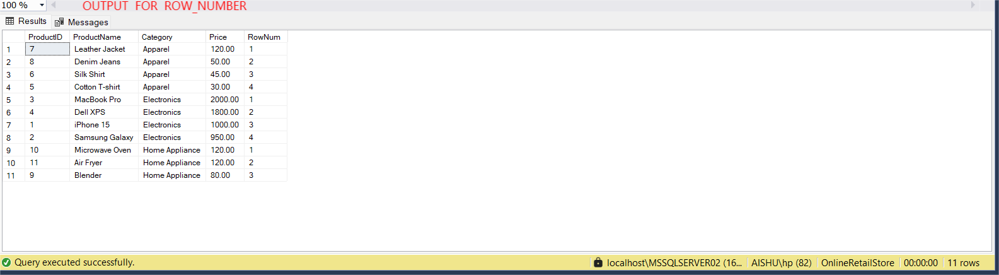 100 % OUTPUT FOR ROW_NUMBER
Results Messages
ProductID ProductName Category Price RowNum
1 7 Leather Jacket Apparel 120.00 1
2 8 Denim Jeans Apparel 50.00 2
3 6 Silk Shirt Apparel 45.00 3
4 5 Cotton T-shirt Apparel 30.00 4
5 3 MacBook Pro Electronics 2000.00 1
6 4 Dell XPS Electronics 1800.00 2
7 1 iPhone 15 Electronics 1000.00 3
8 2 Samsung Galaxy Electronics 950.00 4
9 10 Microwave Oven Home Appliance 120.00 1
10 11 Air Fryer Home Appliance 120.00 2
11 9 Blender Home Appliance 80.00 3
Query executed successfully. localhost\MSSQLSERVER02 (16... AISHU\hp (82) OnlineRetailStore 00:00:00 11 rows